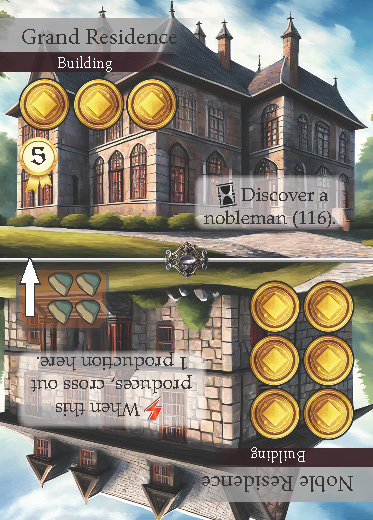 Grand Residence
Building
5
Discover a
nobleman (116).
Noble Residence
Building
When this
produces, cross out
1 production here.